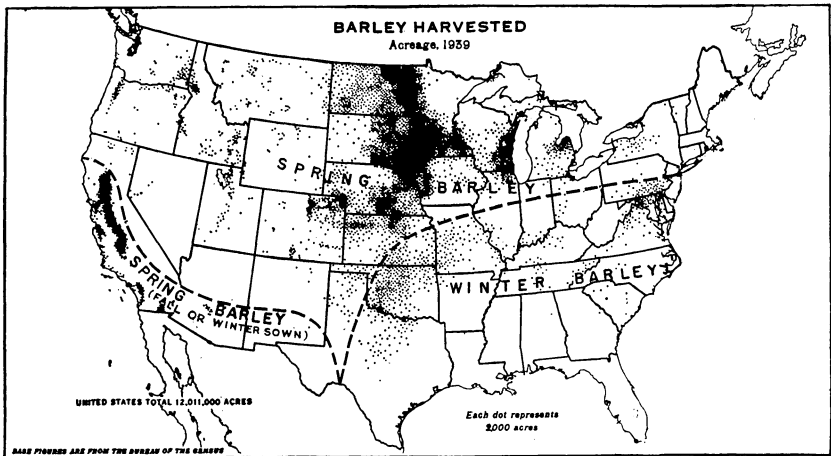 BARLEY HARVESTED
Acreage, 1939
SPRING BARLEY
WINTER BARLEY
SPRING BARLEY
(FALL OR WINTER SOWN)
UNITED STATES TOTAL 12,011,000 ACRES
Each dot represents
2,000 acres
BASE FIGURES ARE FROM THE BUREAU OF THE CENSUS